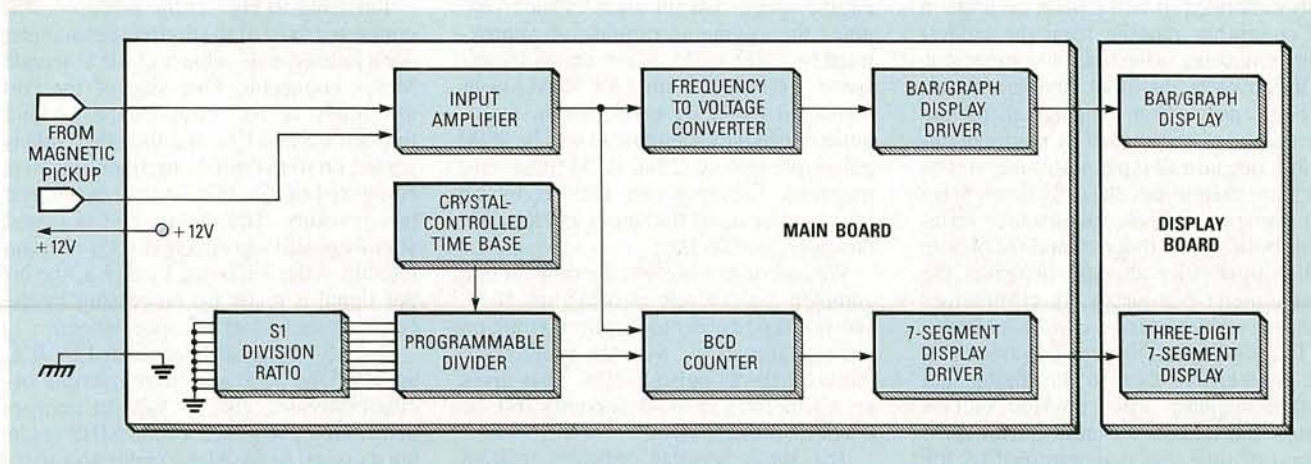 INPUT
AMPLIFIER
FREQUENCY
TO VOLTAGE
CONVERTER
BAR/GRAPH
DISPLAY
DRIVER
BAR/GRAPH
DISPLAY
FROM
MAGNETIC
PICKUP
+12V
+12V
CRYSTAL-
CONTROLLED
TIME BASE
MAIN BOARD
DISPLAY
BOARD
S1
DIVISION
RATIO
PROGRAMMABLE
DIVIDER
BCD
COUNTER
7-SEGMENT
DISPLAY
DRIVER
THREE-DIGIT
7-SEGMENT
DISPLAY